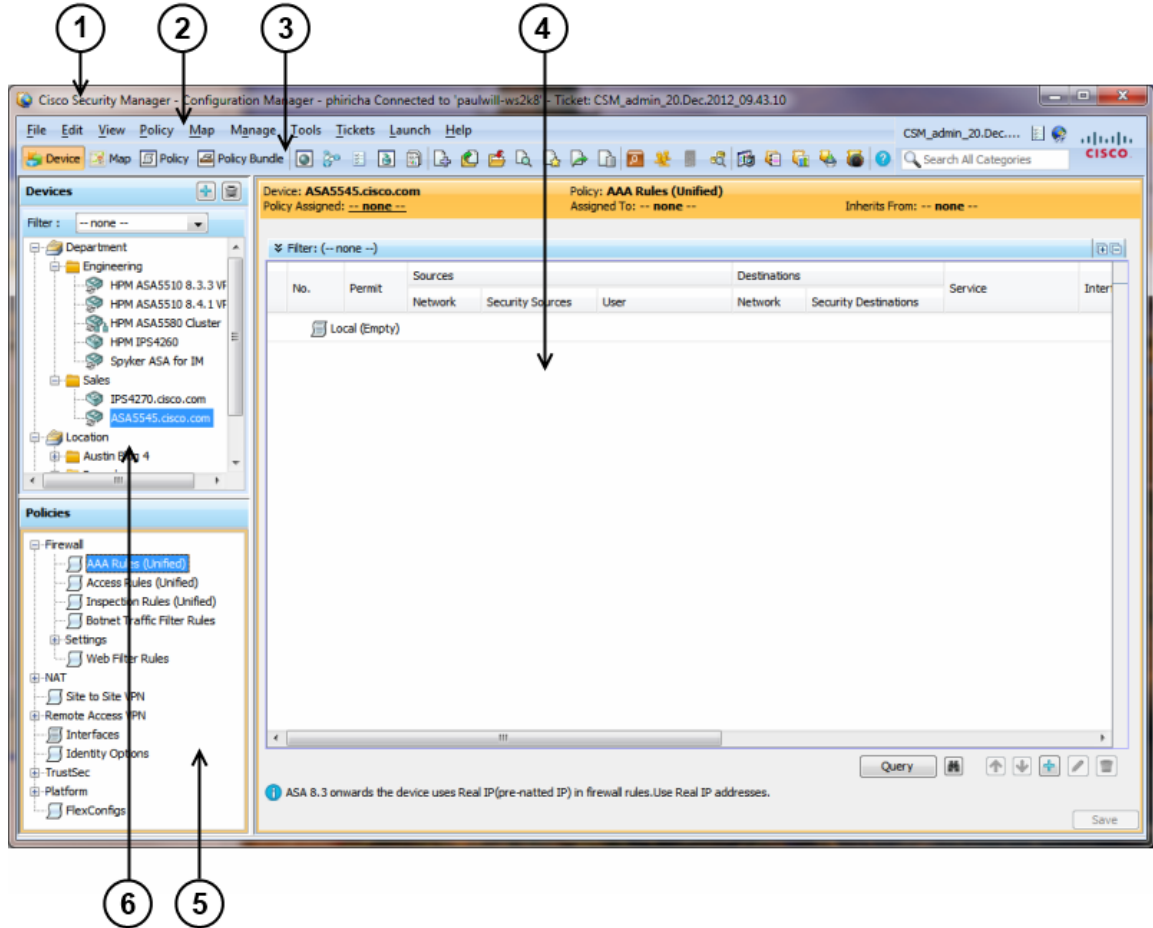 1 2 3 4
Cisco Security Manager - Configuration Manager - phiricha Connected to 'paulwill-ws2k8' - Ticket: CSM_admin_20.Dec.2012_09.43.10
File Edit View Policy Map Manage Tools Tickets Launch Help
CSM_admin_20.Dec....
Device Map Policy Policy Bundle
Search All Categories
CISCO
Devices
Filter : -- none --
Department
Engineering
HPM ASA5510 8.3.3 VF
HPM ASA5510 8.4.1 VF
HPM ASA5580 Cluster
HPM IPS4260
Spyker ASA for IM
Sales
IPS4270.cisco.com
ASA5545.cisco.com
Location
Austin 4
Policies
Firewall
AAA Rules (Unified)
Access Rules (Unified)
Inspection Rules (Unified)
Botnet Traffic Filter Rules
Settings
Web Filter Rules
NAT
Site to Site VPN
Remote Access VPN
Interfaces
Identity Options
TrustSec
Platform
FlexConfigs
Device: ASA5545.cisco.com
Policy: AAA Rules (Unified)
Policy Assigned: -- none --
Assigned To: -- none --
Inherits From: -- none --
Filter: (-- none --)
No. Permit Sources Destinations Service Inter
Network Security Sources User Network Security Destinations
Local (Empty)
Query
ASA 8.3 onwards the device uses Real IP(pre-natted IP) in firewall rules.Use Real IP addresses.
Save
6 5